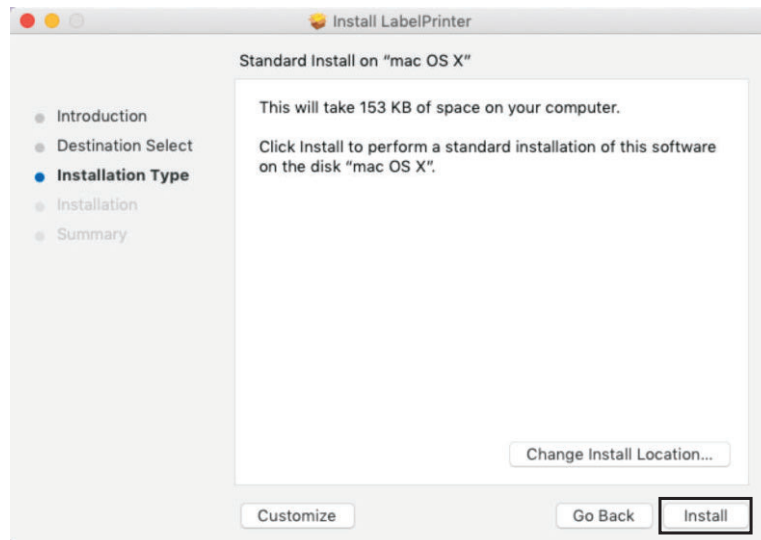 Install LabelPrinter
Standard Install on "mac OS X"
Introduction
Destination Select
Installation Type
Installation
Summary
This will take 153 KB of space on your computer.
Click Install to perform a standard installation of this software
on the disk "mac OS X".
Change Install Location...
Customize
Go Back
Install